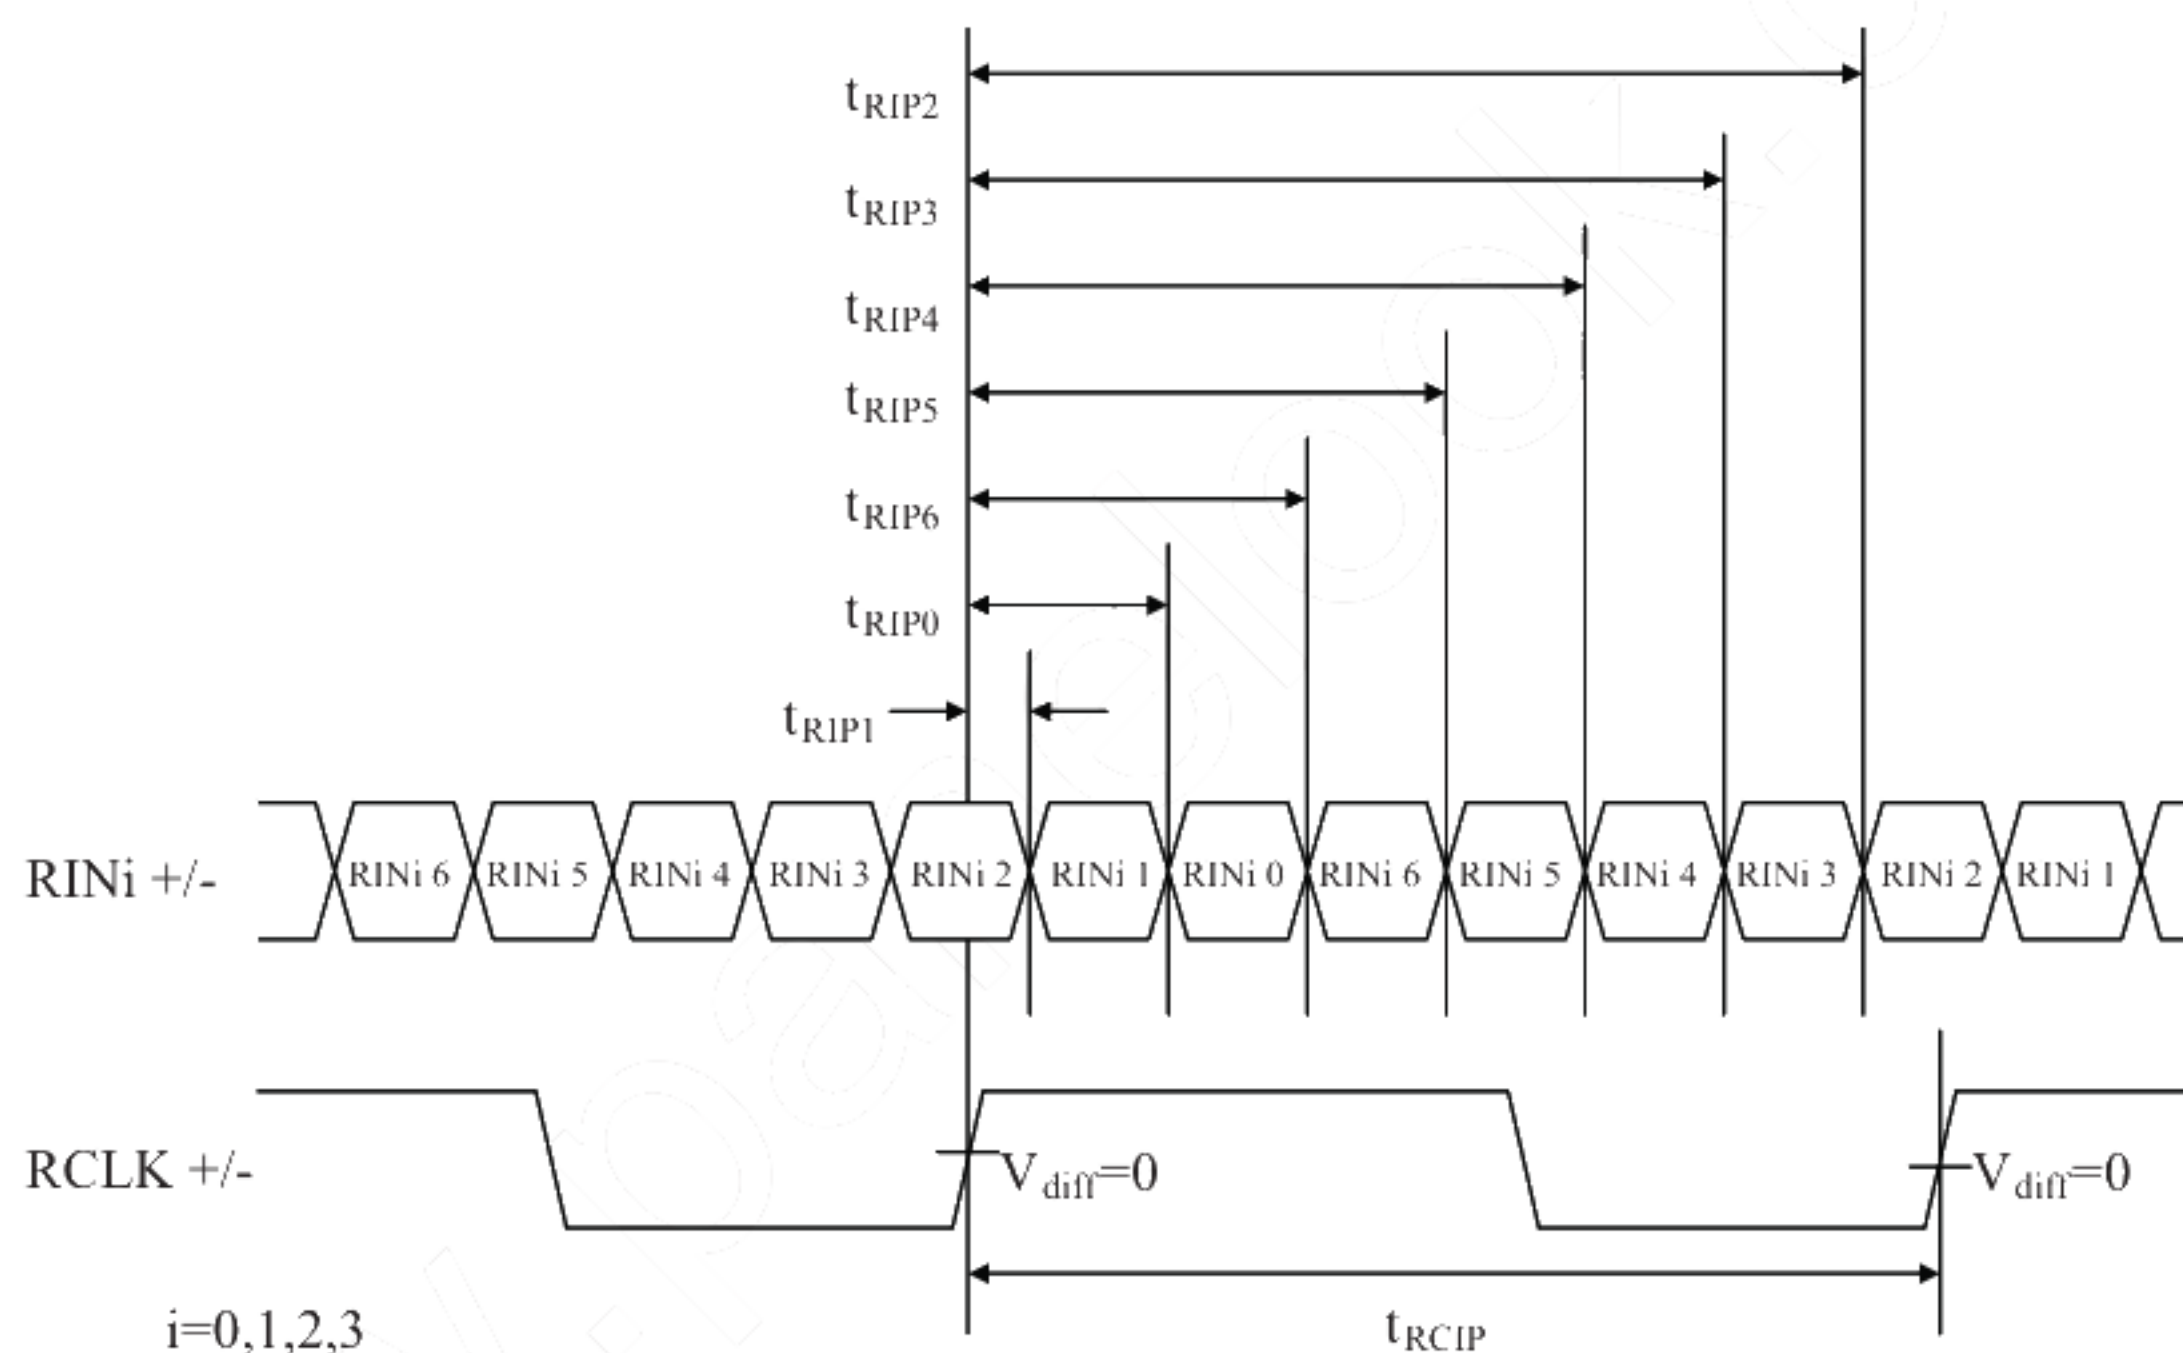 tRIP2
tRIP3
tRIP4
tRIP5
tRIP6
tRIP0
tRIP1
RINi +/- RINi 6 RINi 5 RINi 4 RINi 3 RINi 2 RINi 1 RINi 0 RINi 6 RINi 5 RINi 4 RINi 3 RINi 2 RINi 1
RCLK +/- Vdiff=0 Vdiff=0
i=0,1,2,3 tRCIP